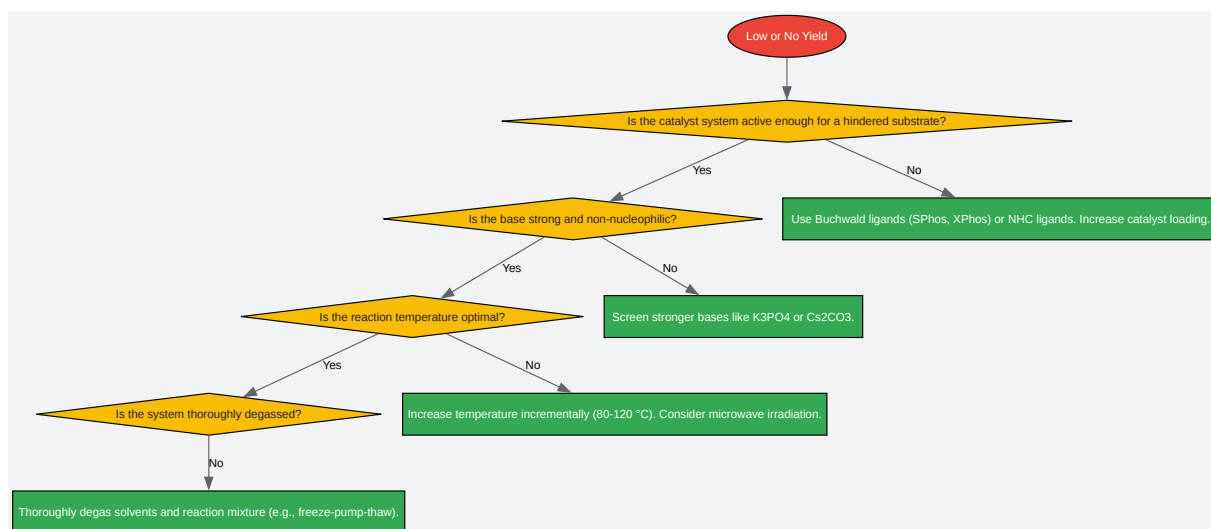 Low or No Yield
Is the catalyst system active enough for a hindered substrate?
Yes
No
Is the base strong and non-nucleophilic?
Use Buchwald ligands (SPhos, XPhos) or NHC ligands. Increase catalyst loading.
Yes
No
Is the reaction temperature optimal?
Screen stronger bases like K3PO4 or Cs2CO3.
Yes
No
Is the system thoroughly degassed?
Increase temperature incrementally (80-120 °C). Consider microwave irradiation.
No
Thoroughly degas solvents and reaction mixture (e.g., freeze-pump-thaw).